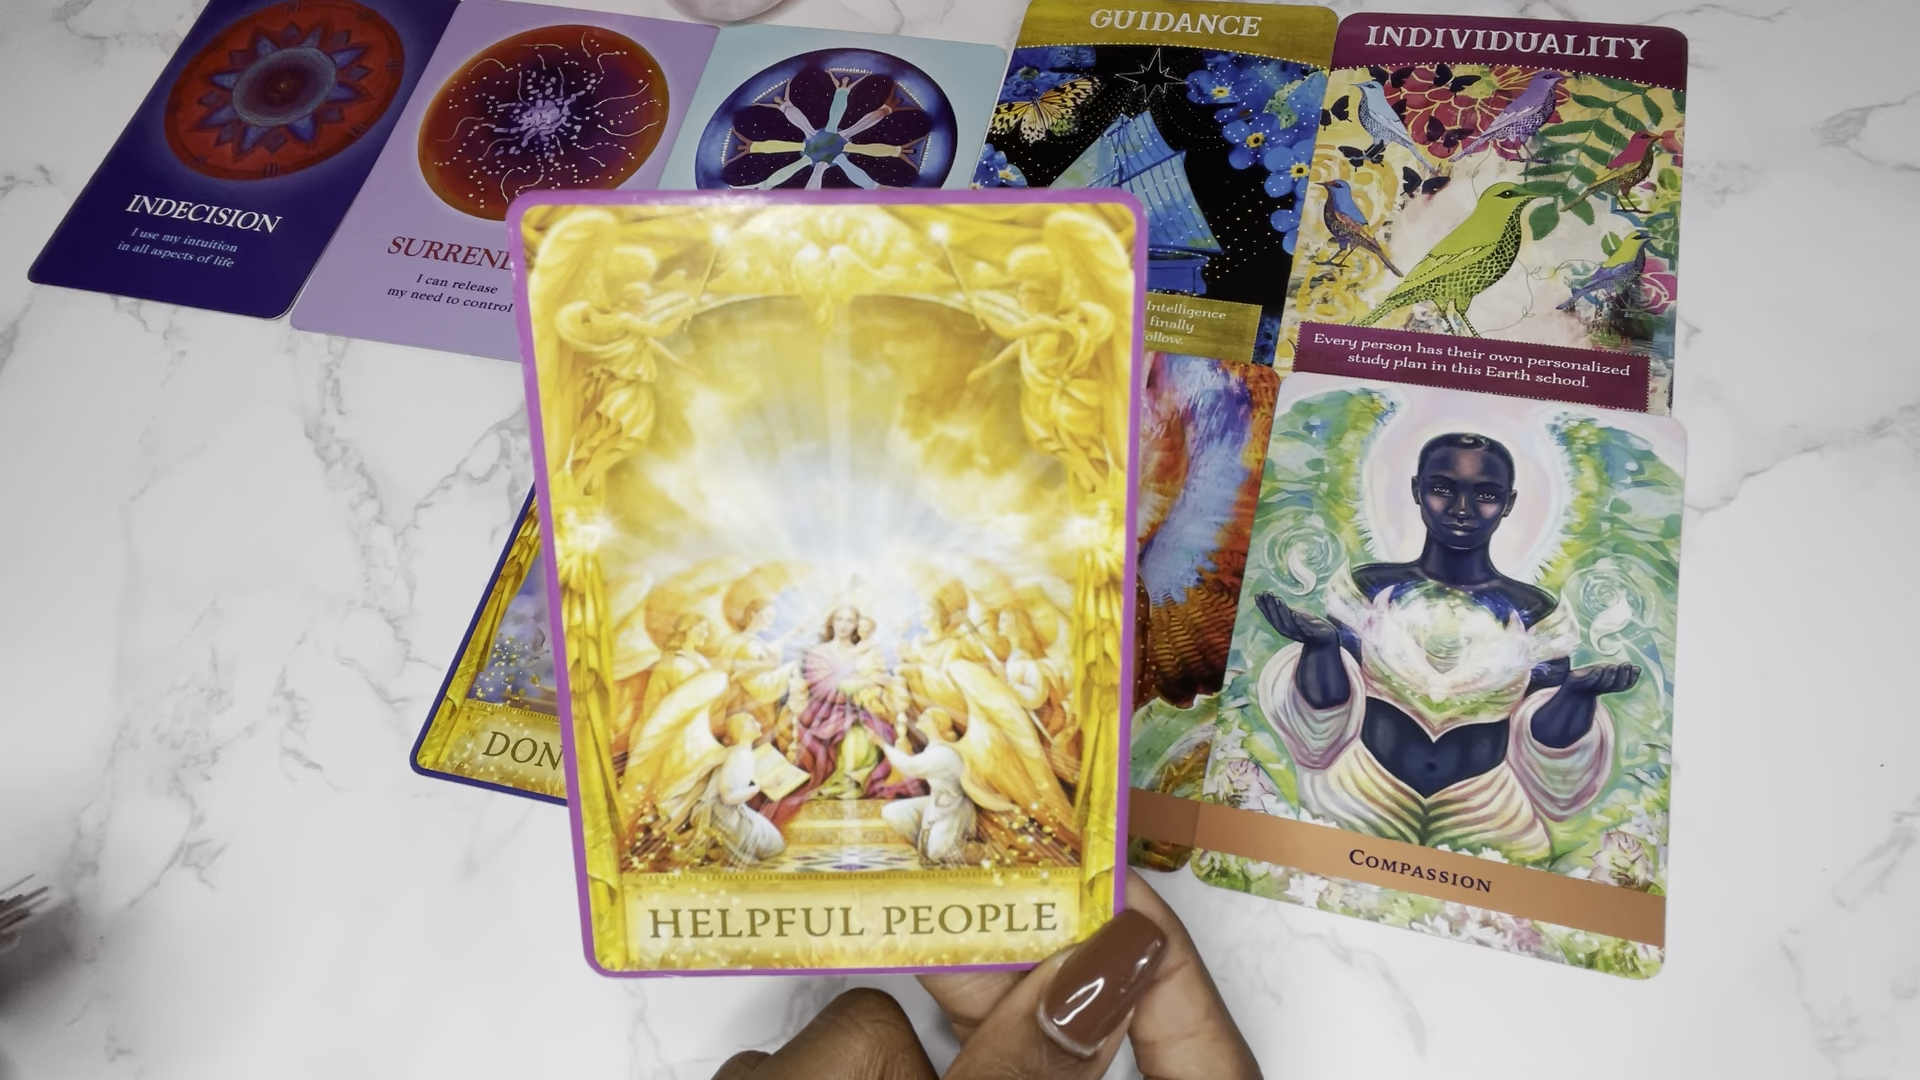 GUIDANCE
INDIVIDUALITY
INDECISION
I use my intuition
in all aspects of life
I can release
my need to control
Intelligence
finally
Every person has their own personalized
study plan in this Earth school.
COMPASSION
HELPFUL PEOPLE